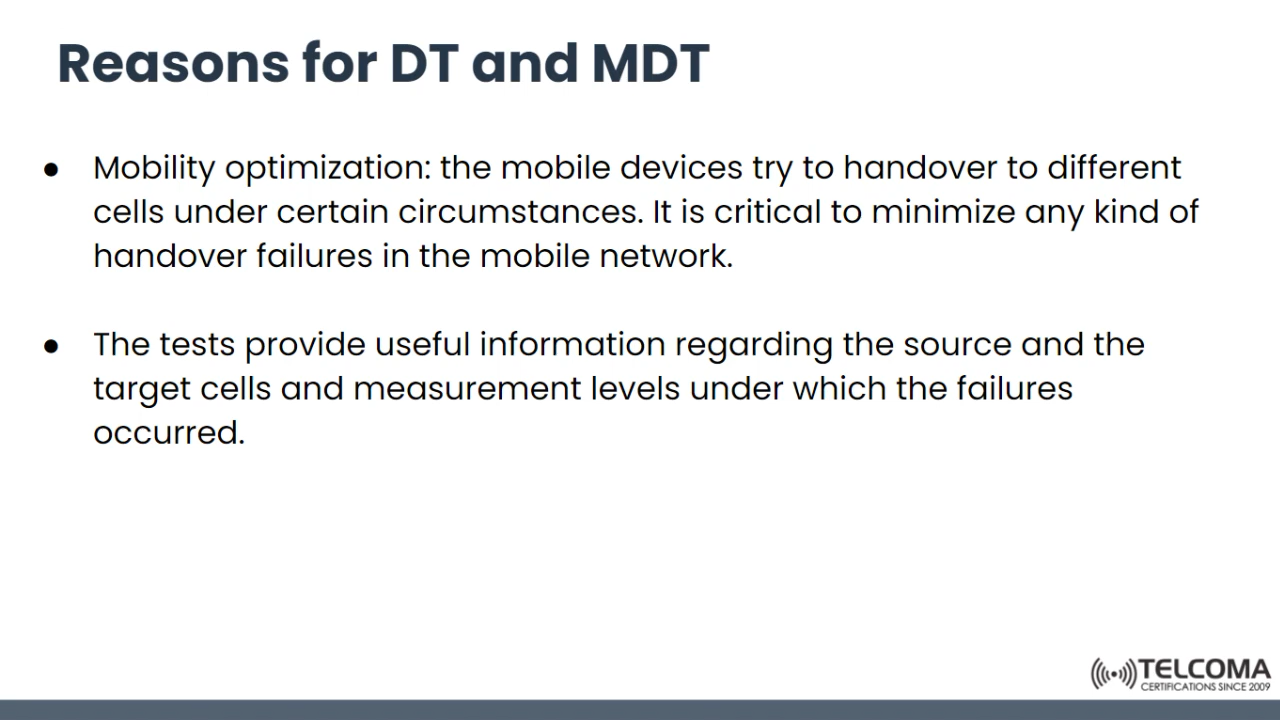 Reasons for DT and MDT
● Mobility optimization: the mobile devices try to handover to different
cells under certain circumstances. It is critical to minimize any kind of
handover failures in the mobile network.
● The tests provide useful information regarding the source and the
target cells and measurement levels under which the failures
occurred.
TELCOMA
CERTIFICATIONS SINCE 2009